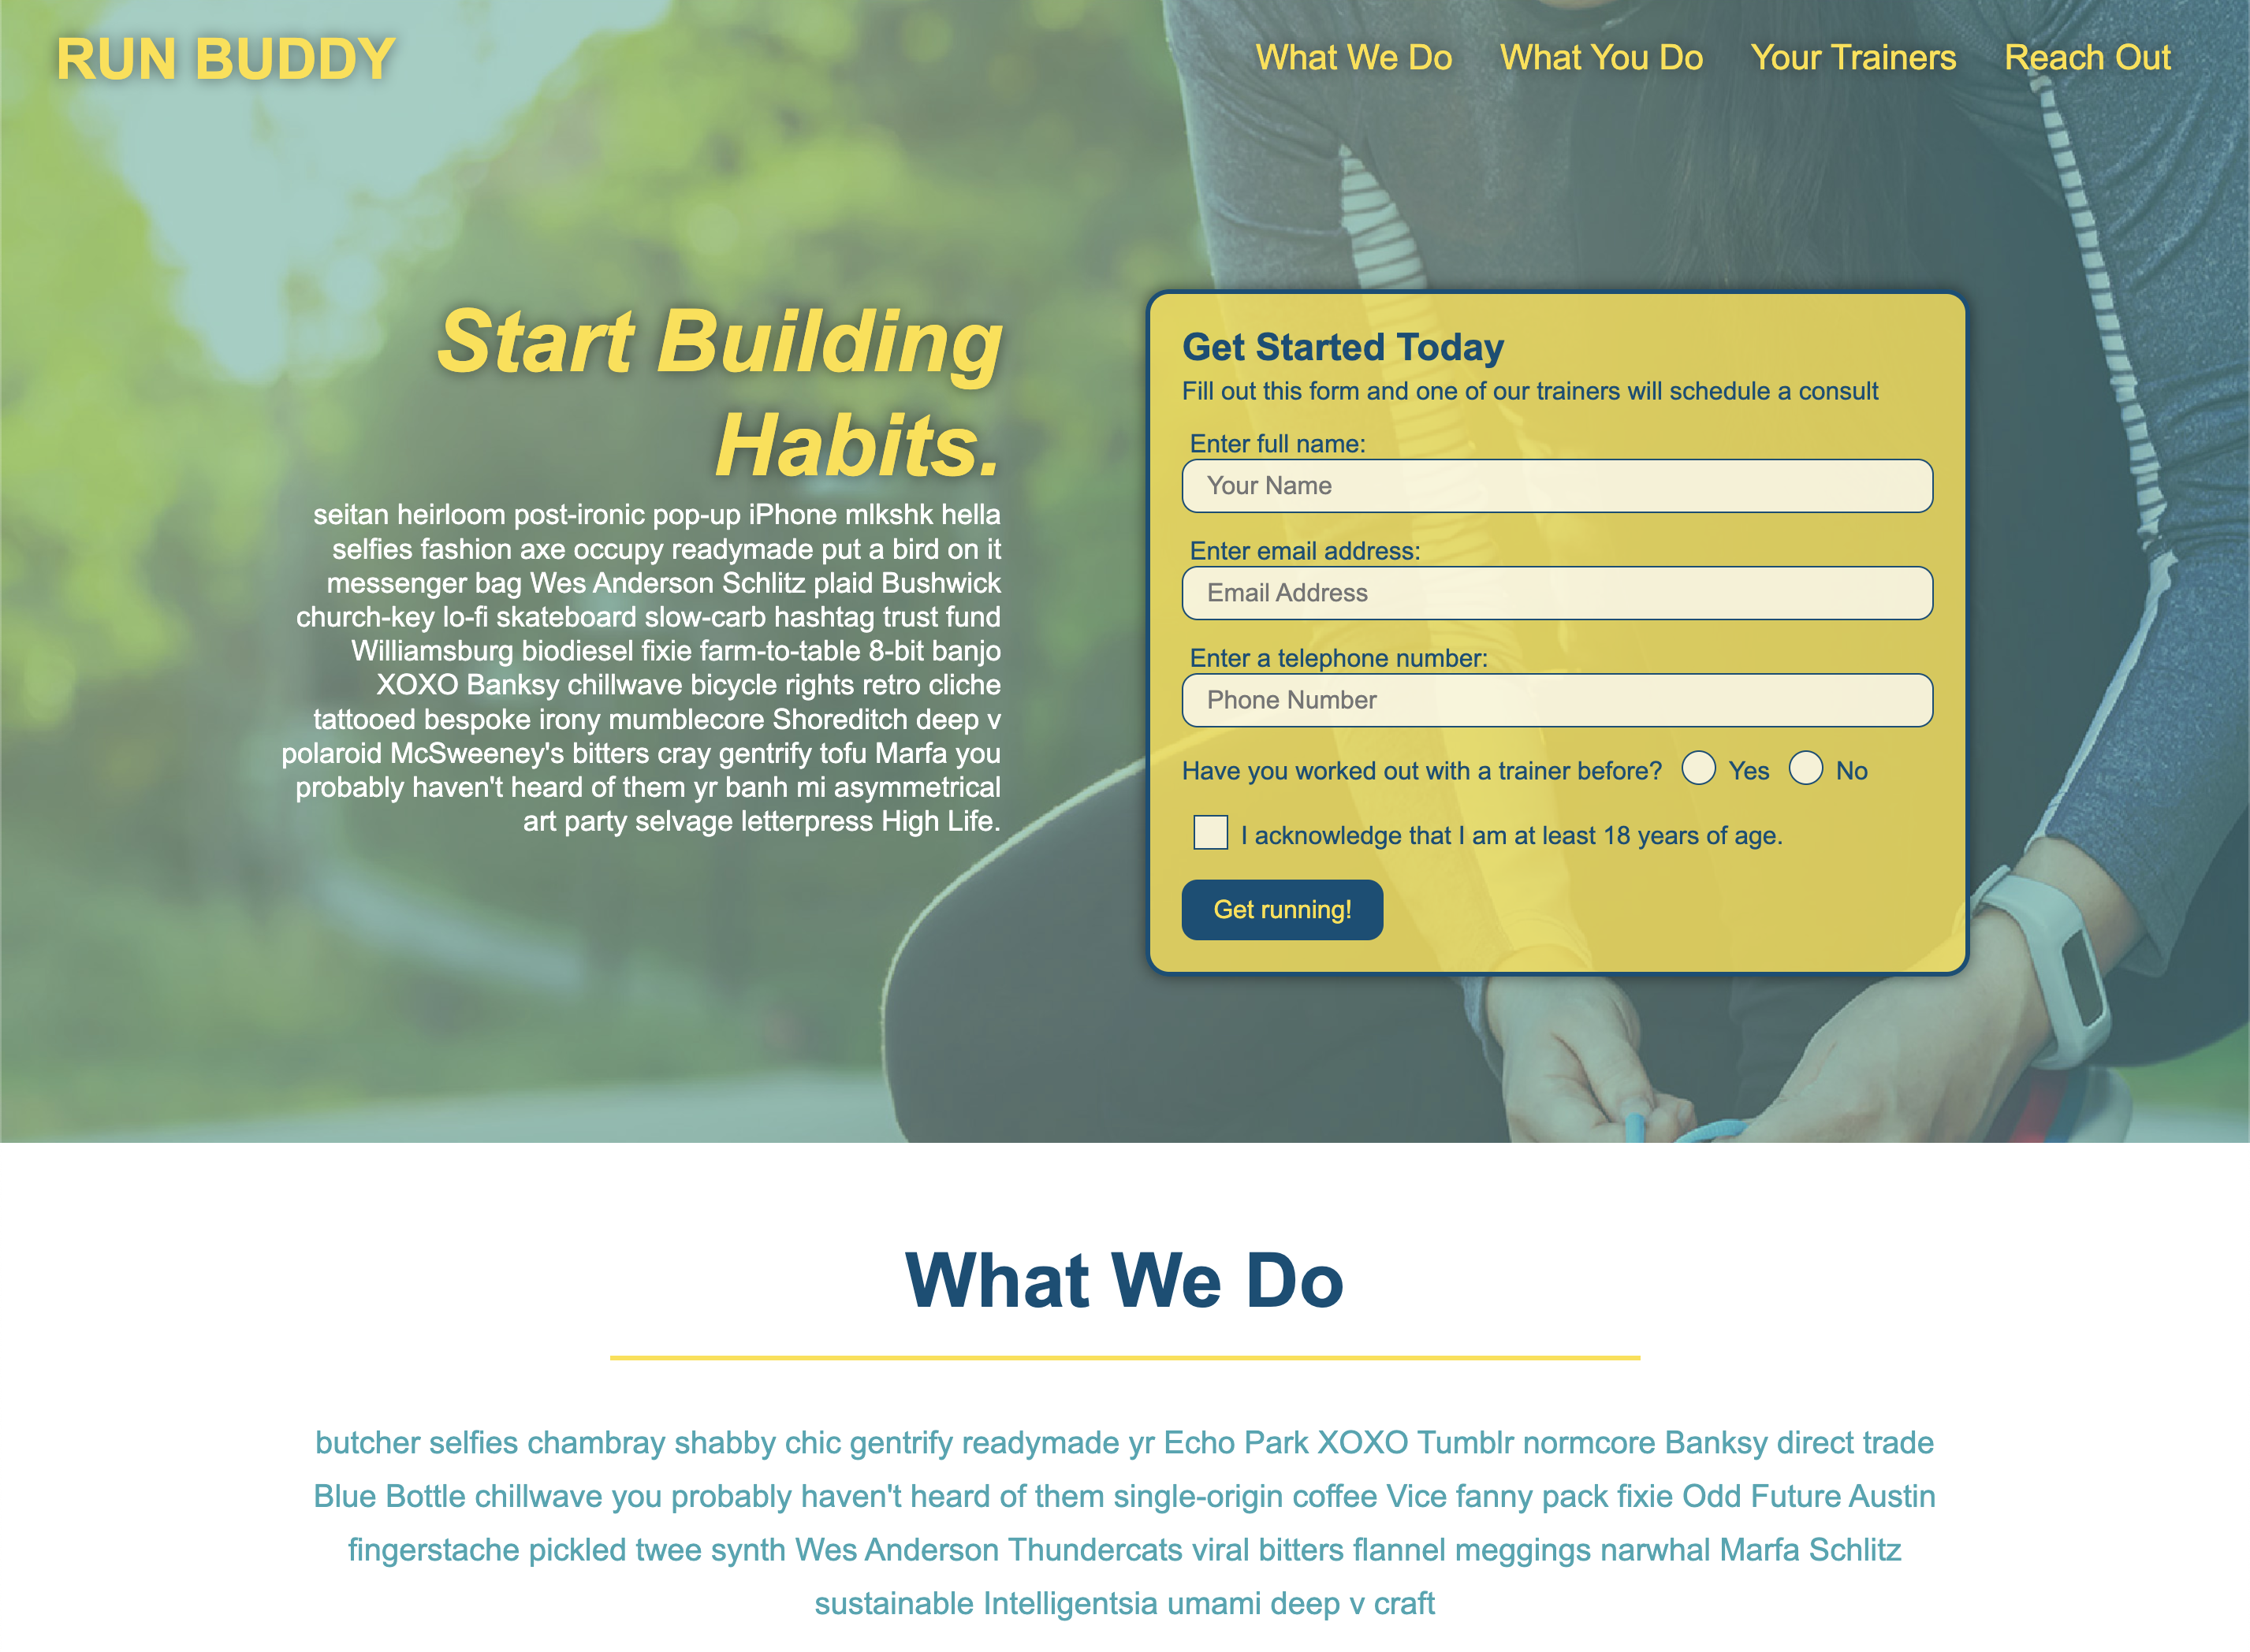 RUN BUDDY
What We Do What You Do Your Trainers Reach Out
Start Building
Habits.
seitan heirloom post-ironic pop-up iPhone mlkshk hella
selfies fashion axe occupy readymade put a bird on it
messenger bag Wes Anderson Schlitz plaid Bushwick
church-key lo-fi skateboard slow-carb hashtag trust fund
Williamsburg biodiesel fixie farm-to-table 8-bit banjo
XOXO Banksy chillwave bicycle rights retro cliche
tattooed bespoke irony mumblecore Shoreditch deep v
polaroid McSweeney's bitters cray gentrify tofu Marfa you
probably haven't heard of them yr banh mi asymmetrical
art party selvage letterpress High Life.
Get Started Today
Fill out this form and one of our trainers will schedule a consult
Enter full name:
Your Name
Enter email address:
Email Address
Enter a telephone number:
Phone Number
Have you worked out with a trainer before? Yes No
I acknowledge that I am at least 18 years of age.
Get running!
What We Do
butcher selfies chambray shabby chic gentrify readymade yr Echo Park XOXO Tumblr normcore Banksy direct trade
Blue Bottle chillwave you probably haven't heard of them single-origin coffee Vice fanny pack fixie Odd Future Austin
fingerstache pickled twee synth Wes Anderson Thundercats viral bitters flannel meggings narwhal Marfa Schlitz
sustainable Intelligentsia umami deep v craft